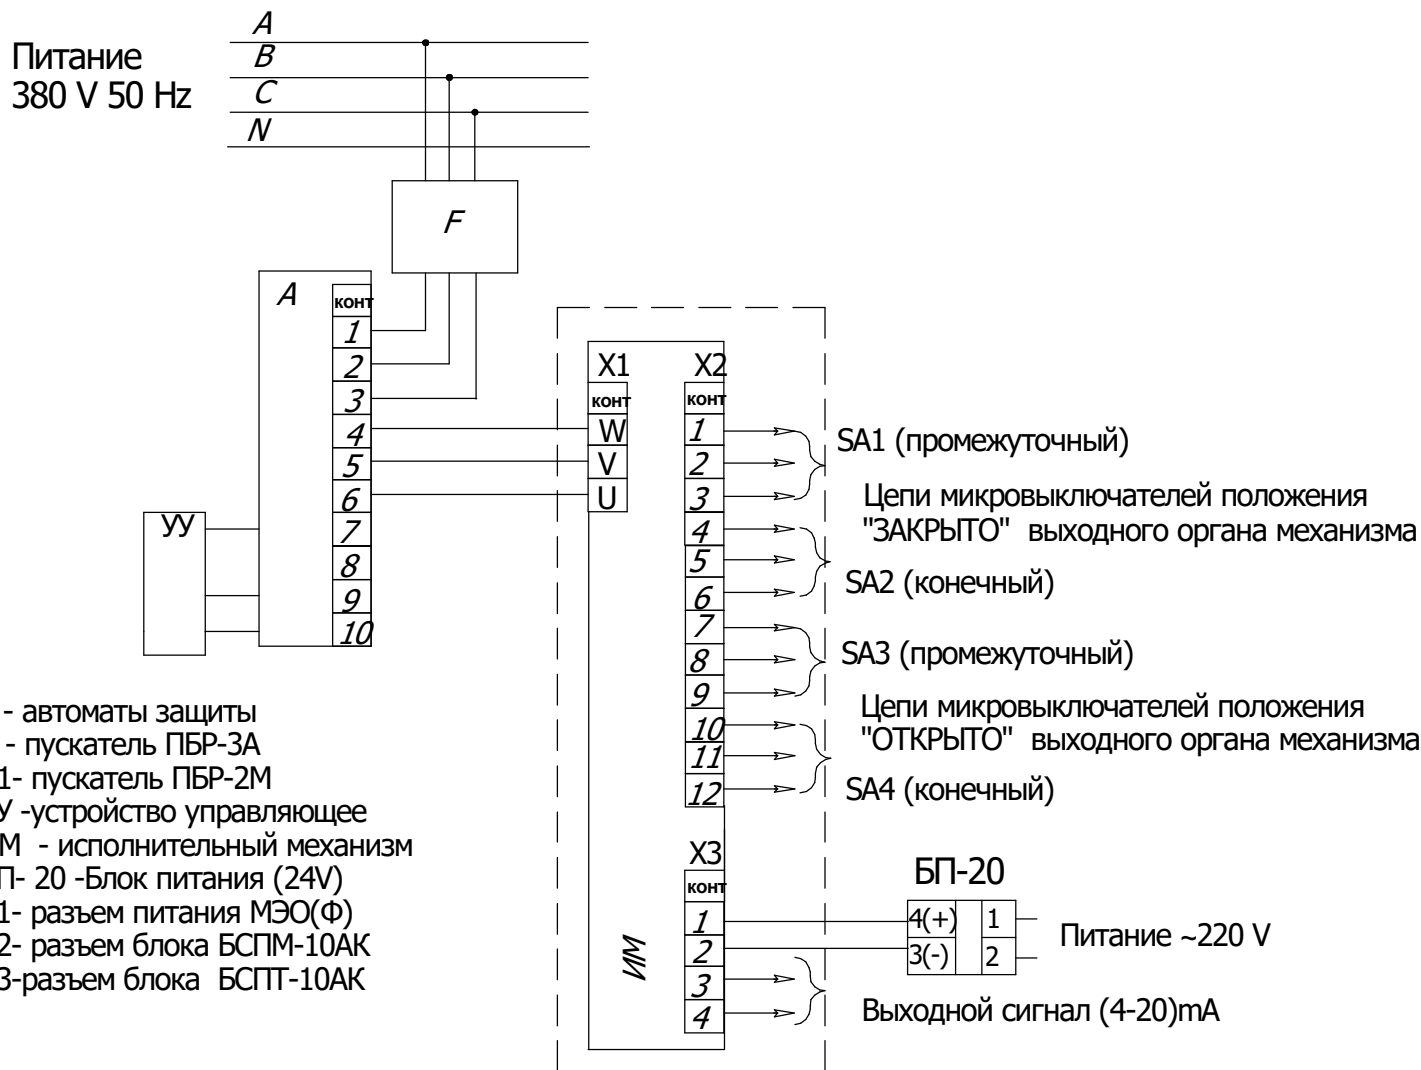 Питание
380 V 50 Hz
A
B
C
N
F
A
конт
1
2
3
4
5
6
7
8
9
10
УУ
X1
конт
W
V
U
X2
конт
1
2
3
4
5
6
7
8
9
10
11
12
X3
конт
1
2
3
4
ИМ
SA1 (промежуточный)
Цепи микровыключателей положения
"ЗАКРЫТО" выходного органа механизма
SA2 (конечный)
SA3 (промежуточный)
Цепи микровыключателей положения
"ОТКРЫТО" выходного органа механизма
SA4 (конечный)
БП-20
4(+) 1
3(-) 2
Питание ~220 V
Выходной сигнал (4-20)mA
- автоматы защиты
- пускатель ПБР-3А
1- пускатель ПБР-2М
У -устройство управляющее
М - исполнительный механизм
П- 20 -Блок питания (24V)
1- разъем питания МЭО(Ф)
2- разъем блока БСПМ-10АК
3-разъем блока БСПТ-10АК